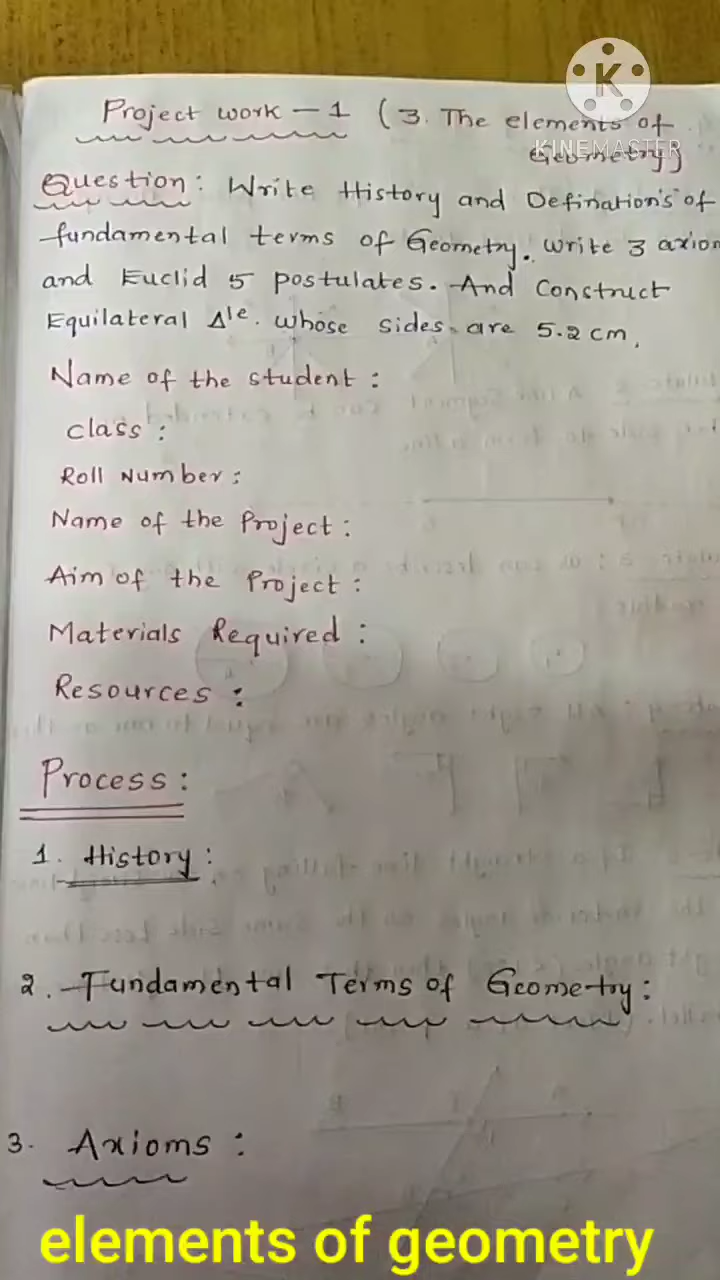 K
KINEMASTER
Project work - 1 (3. The elements of
Geometry)
Question: Write History and Defination's of
fundamental terms of Geometry. write 3 axiom
and Euclid 5 postulates. And Construct
Equilateral Δle. whose sides are 5.2 cm.
Name of the student :
class :
Roll Number :
Name of the Project :
Aim of the Project :
Materials Required :
Resources :
Process :
1. History :
2. Fundamental Terms of Geometry :
3. Axioms :
elements of geometry